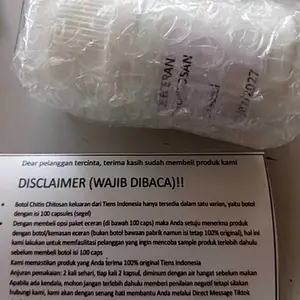 ECERAN
2027
Dear pelanggan tercinta, terima kasih sudah membeli produk kami
DISCLAIMER (WAJIB DIBACA)!!
• Botol Chitin Chitosan keluaran dari Tiens Indonesia hanya tersedia dalam satu varian, yaitu botol
dengan isi 100 capsules (segel)
• Dengan membeli opsi paket eceran (di bawah 100 caps) maka Anda setuju menerima produk
dengan botol/kemasan eceran (bukan botol bawaan pabrik namun isi tetap 100% original), hal ini
kami lakukan untuk memfasilitasi pelanggan yang ingin mencoba sample produk terlebih dahulu
sebelum membeli botol isi 100 caps
Kami memastikan produk yang Anda terima 100% original Tiens Indonesia
Anjuran pemakaian: 2 kali sehari, tiap kali 2 kapsul, diminum dengan air hangat sebelum makan
Apabila ada kendala, mohon jangan terlebih dahulu memberi penilaian negatif tetapi silakan
hubungi kami, kami akan dengan senang hati membantu Anda melalui Direct Message Tiktok